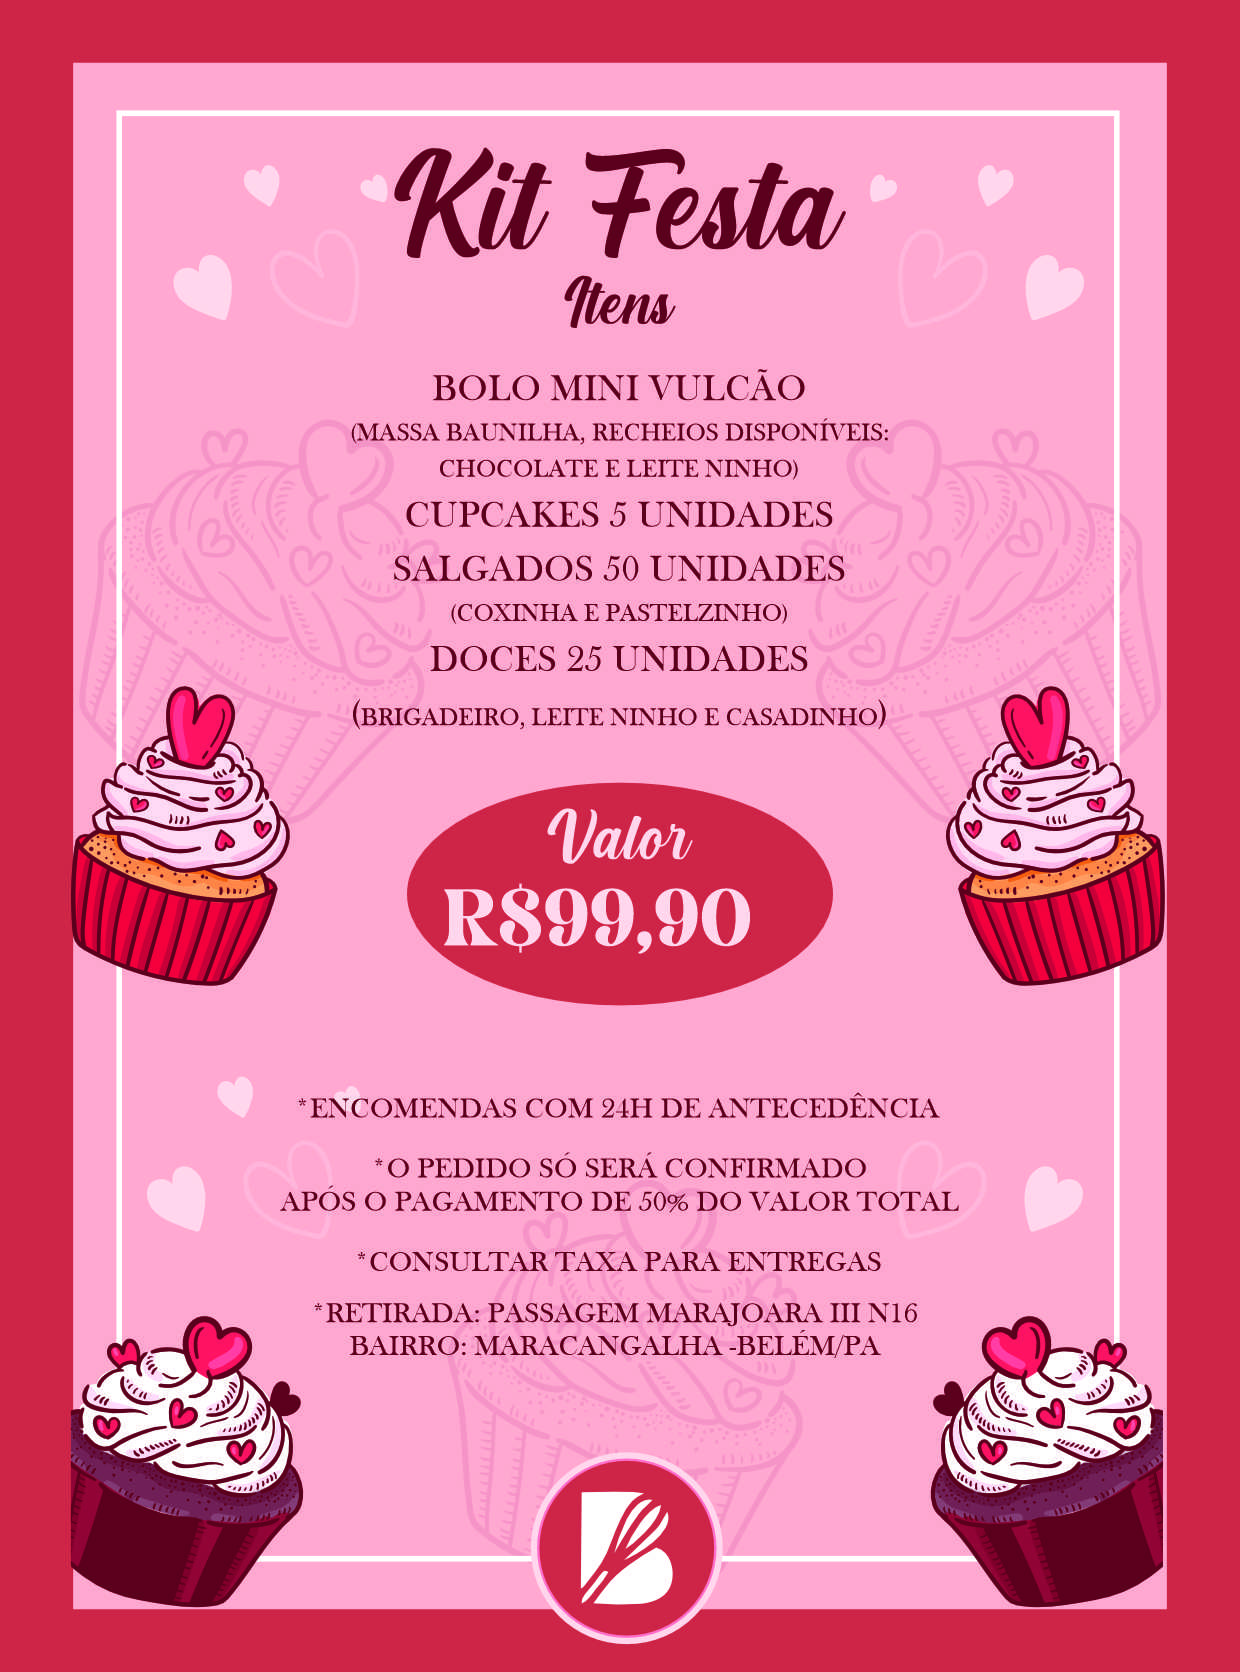 Kit Festa
Itens
BOLO MINI VULCÃO
(MASSA BAUNILHA, RECHEIOS DISPONÍVEIS:
CHOCOLATE E LEITE NINHO)
CUPCAKES 5 UNIDADES
SALGADOS 50 UNIDADES
(COXINHA E PASTELZINHO)
DOCES 25 UNIDADES
(BRIGADEIRO, LEITE NINHO E CASADINHO)
Valor
R$99,90
*ENCOMENDAS COM 24H DE ANTECEDÊNCIA
*O PEDIDO SÓ SERÁ CONFIRMADO
APÓS O PAGAMENTO DE 50% DO VALOR TOTAL
*CONSULTAR TAXA PARA ENTREGAS
*RETIRADA: PASSAGEM MARAJOARA III N16
BAIRRO: MARACANGALHA -BELÉM/PA
B